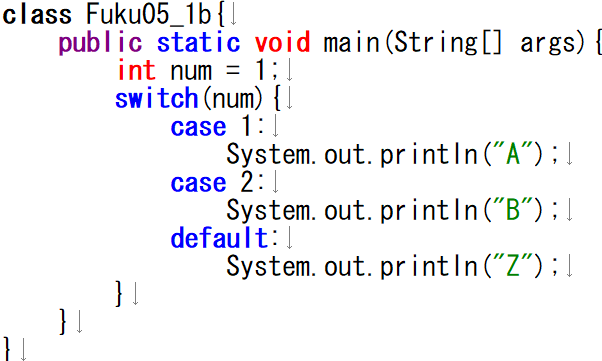 class Fuku05_1b{↓
    public static void main(String[] args){
        int num = 1;↓
        switch(num){↓
            case 1:↓
                System.out.println("A");↓
            case 2:↓
                System.out.println("B");↓
            default:↓
                System.out.println("Z");↓
        }↓
    }↓
}↓